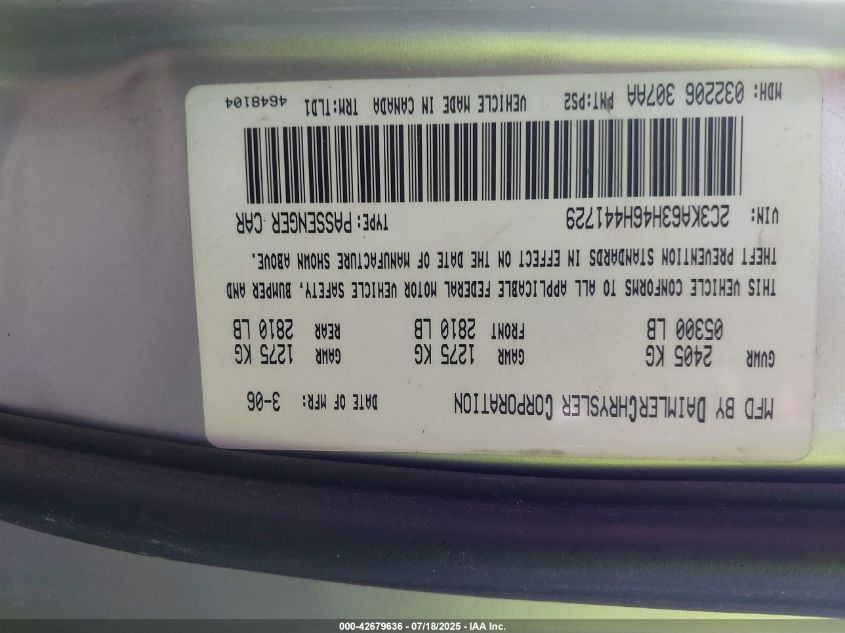 MFD BY DAIMLERCHRYSLER CORPORATION DATE OF MFR: 3-06
GVWR 2405 KG GAWR 1275 KG GAWR 1275 KG
05300 LB FRONT 2810 LB REAR 2810 LB
THIS VEHICLE CONFORMS TO ALL APPLICABLE FEDERAL MOTOR VEHICLE SAFETY, BUMPER AND
THEFT PREVENTION STANDARDS IN EFFECT ON THE DATE OF MANUFACTURE SHOWN ABOVE.
VIN: 2C3KA63H46H441729 TYPE: PASSENGER CAR
MDH: 032206 307AA PNT:PS2 VEHICLE MADE IN CANADA TRM:TLD1 4648104
000-42679636 - 07/18/2025 - IAA Inc.